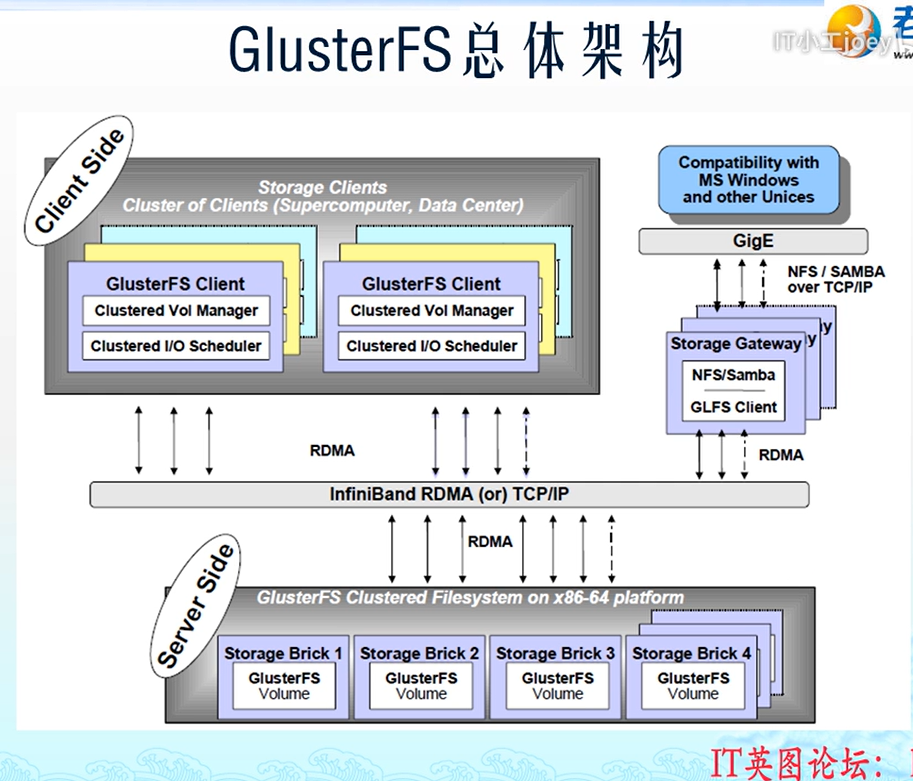 GlusterFS总体架构
IT小工joey
老
www
Client Side
Storage Clients
Cluster of Clients (Supercomputer, Data Center)
GlusterFS Client
Clustered Vol Manager
Clustered I/O Scheduler
GlusterFS Client
Clustered Vol Manager
Clustered I/O Scheduler
Compatibility with
MS Windows
and other Unices
GigE
NFS / SAMBA
over TCP/IP
Storage Gateway
NFS/Samba
GLFS Client
RDMA
RDMA
InfiniBand RDMA (or) TCP/IP
RDMA
Server Side
GlusterFS Clustered Filesystem on x86-64 platform
Storage Brick 1
GlusterFS
Volume
Storage Brick 2
GlusterFS
Volume
Storage Brick 3
GlusterFS
Volume
Storage Brick 4
GlusterFS
Volume
IT英图论坛：